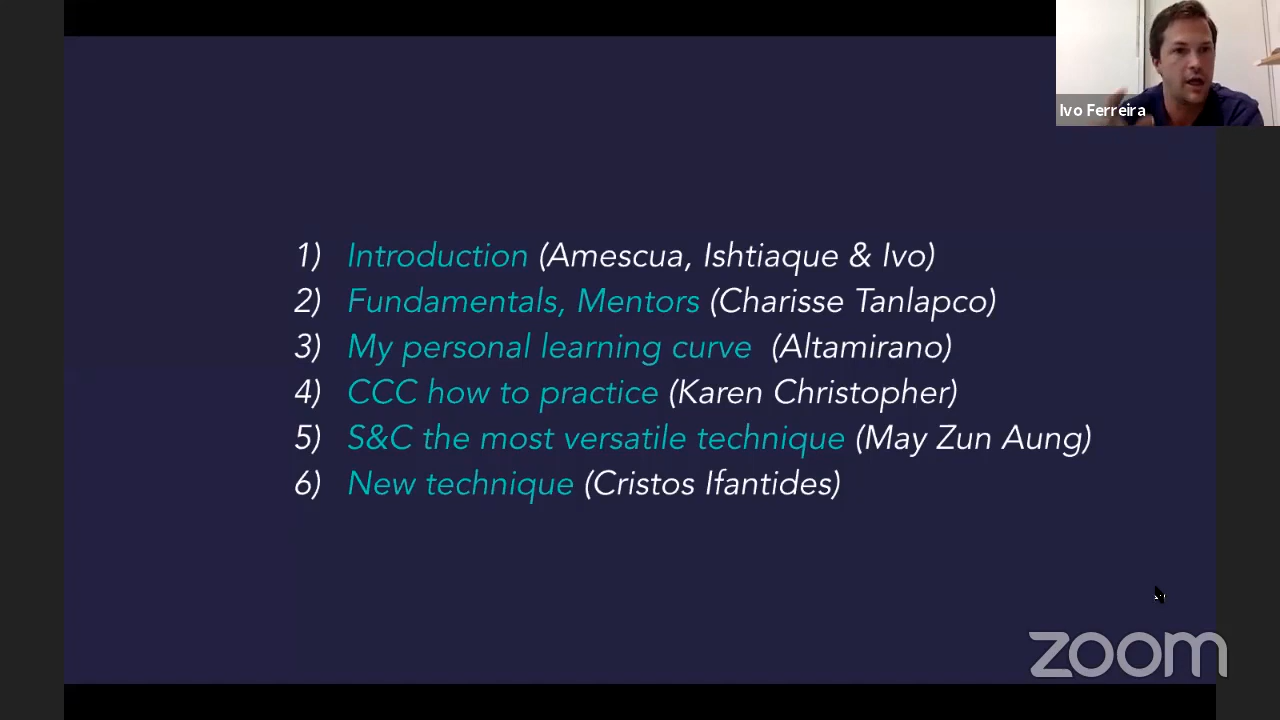 Ivo Ferreira
1) Introduction (Amescua, Ishtiaque & Ivo)
2) Fundamentals, Mentors (Charisse Tanlapco)
3) My personal learning curve (Altamirano)
4) CCC how to practice (Karen Christopher)
5) S&C the most versatile technique (May Zun Aung)
6) New technique (Cristos Ifantides)
zoom